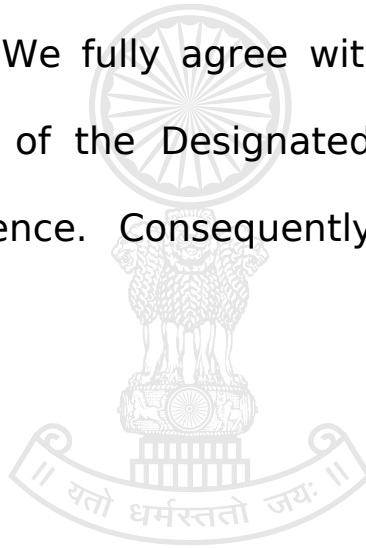 We fully agree wit
of the Designated
ence. Consequently
॥ यतो धर्मस्ततो जयः ॥